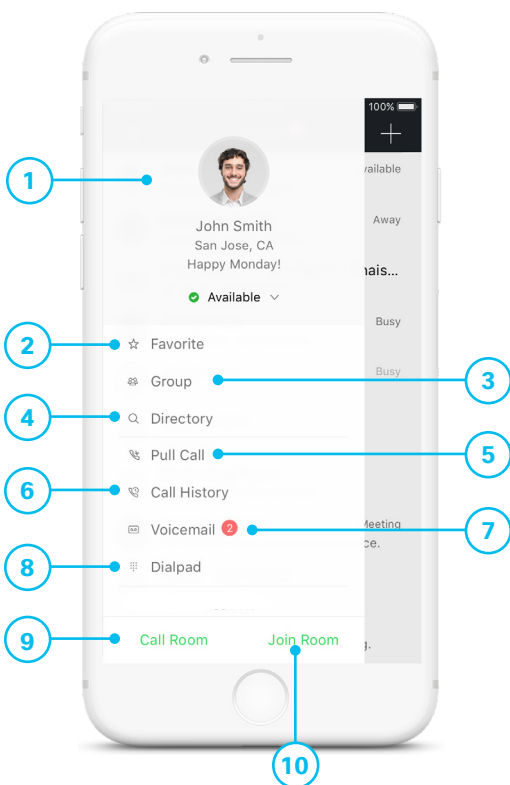 100%
1
vailable
John Smith
San Jose, CA
Happy Monday!
Away
nais...
Available
Busy
2
Favorite
Busy
3
Group
4
Directory
5
Pull Call
6
Call History
7
Voicemail 2
Meeting
ce.
8
Dialpad
9
Call Room
Join Room
g.
10